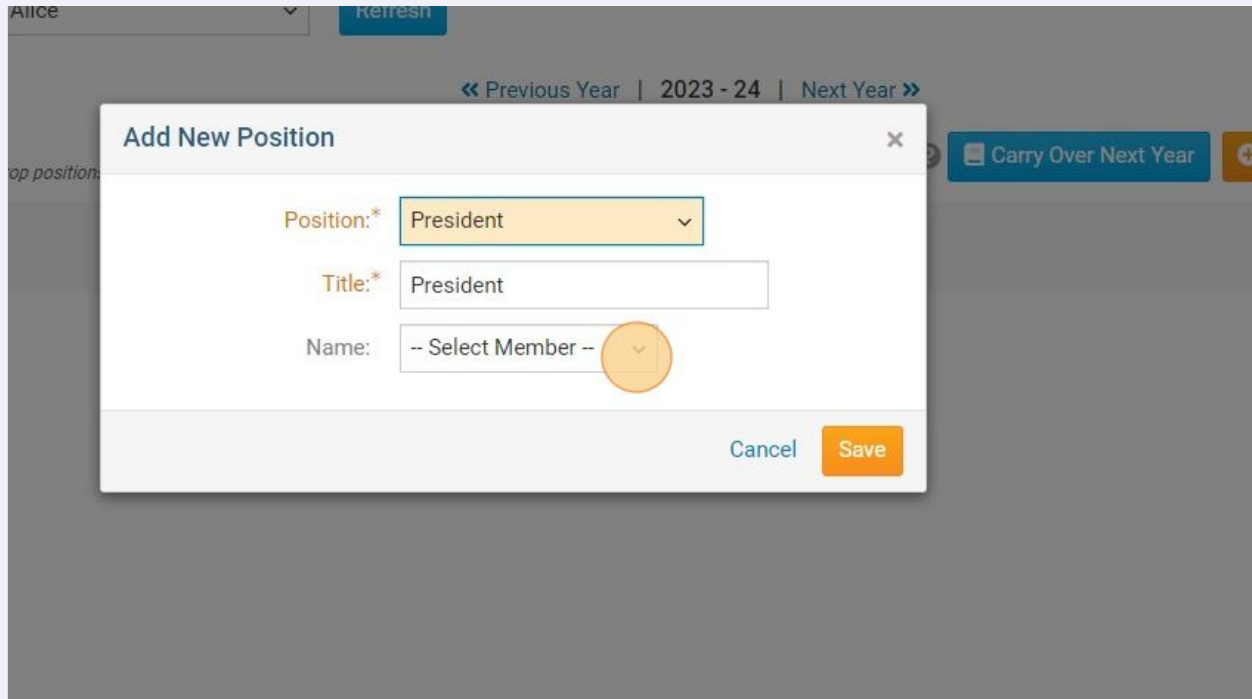 Alice
Refresh
Previous Year | 2023 - 24 | Next Year
Add New Position
Carry Over Next Year
op position
Position:* President
Title:* President
Name: -- Select Member --
Cancel Save